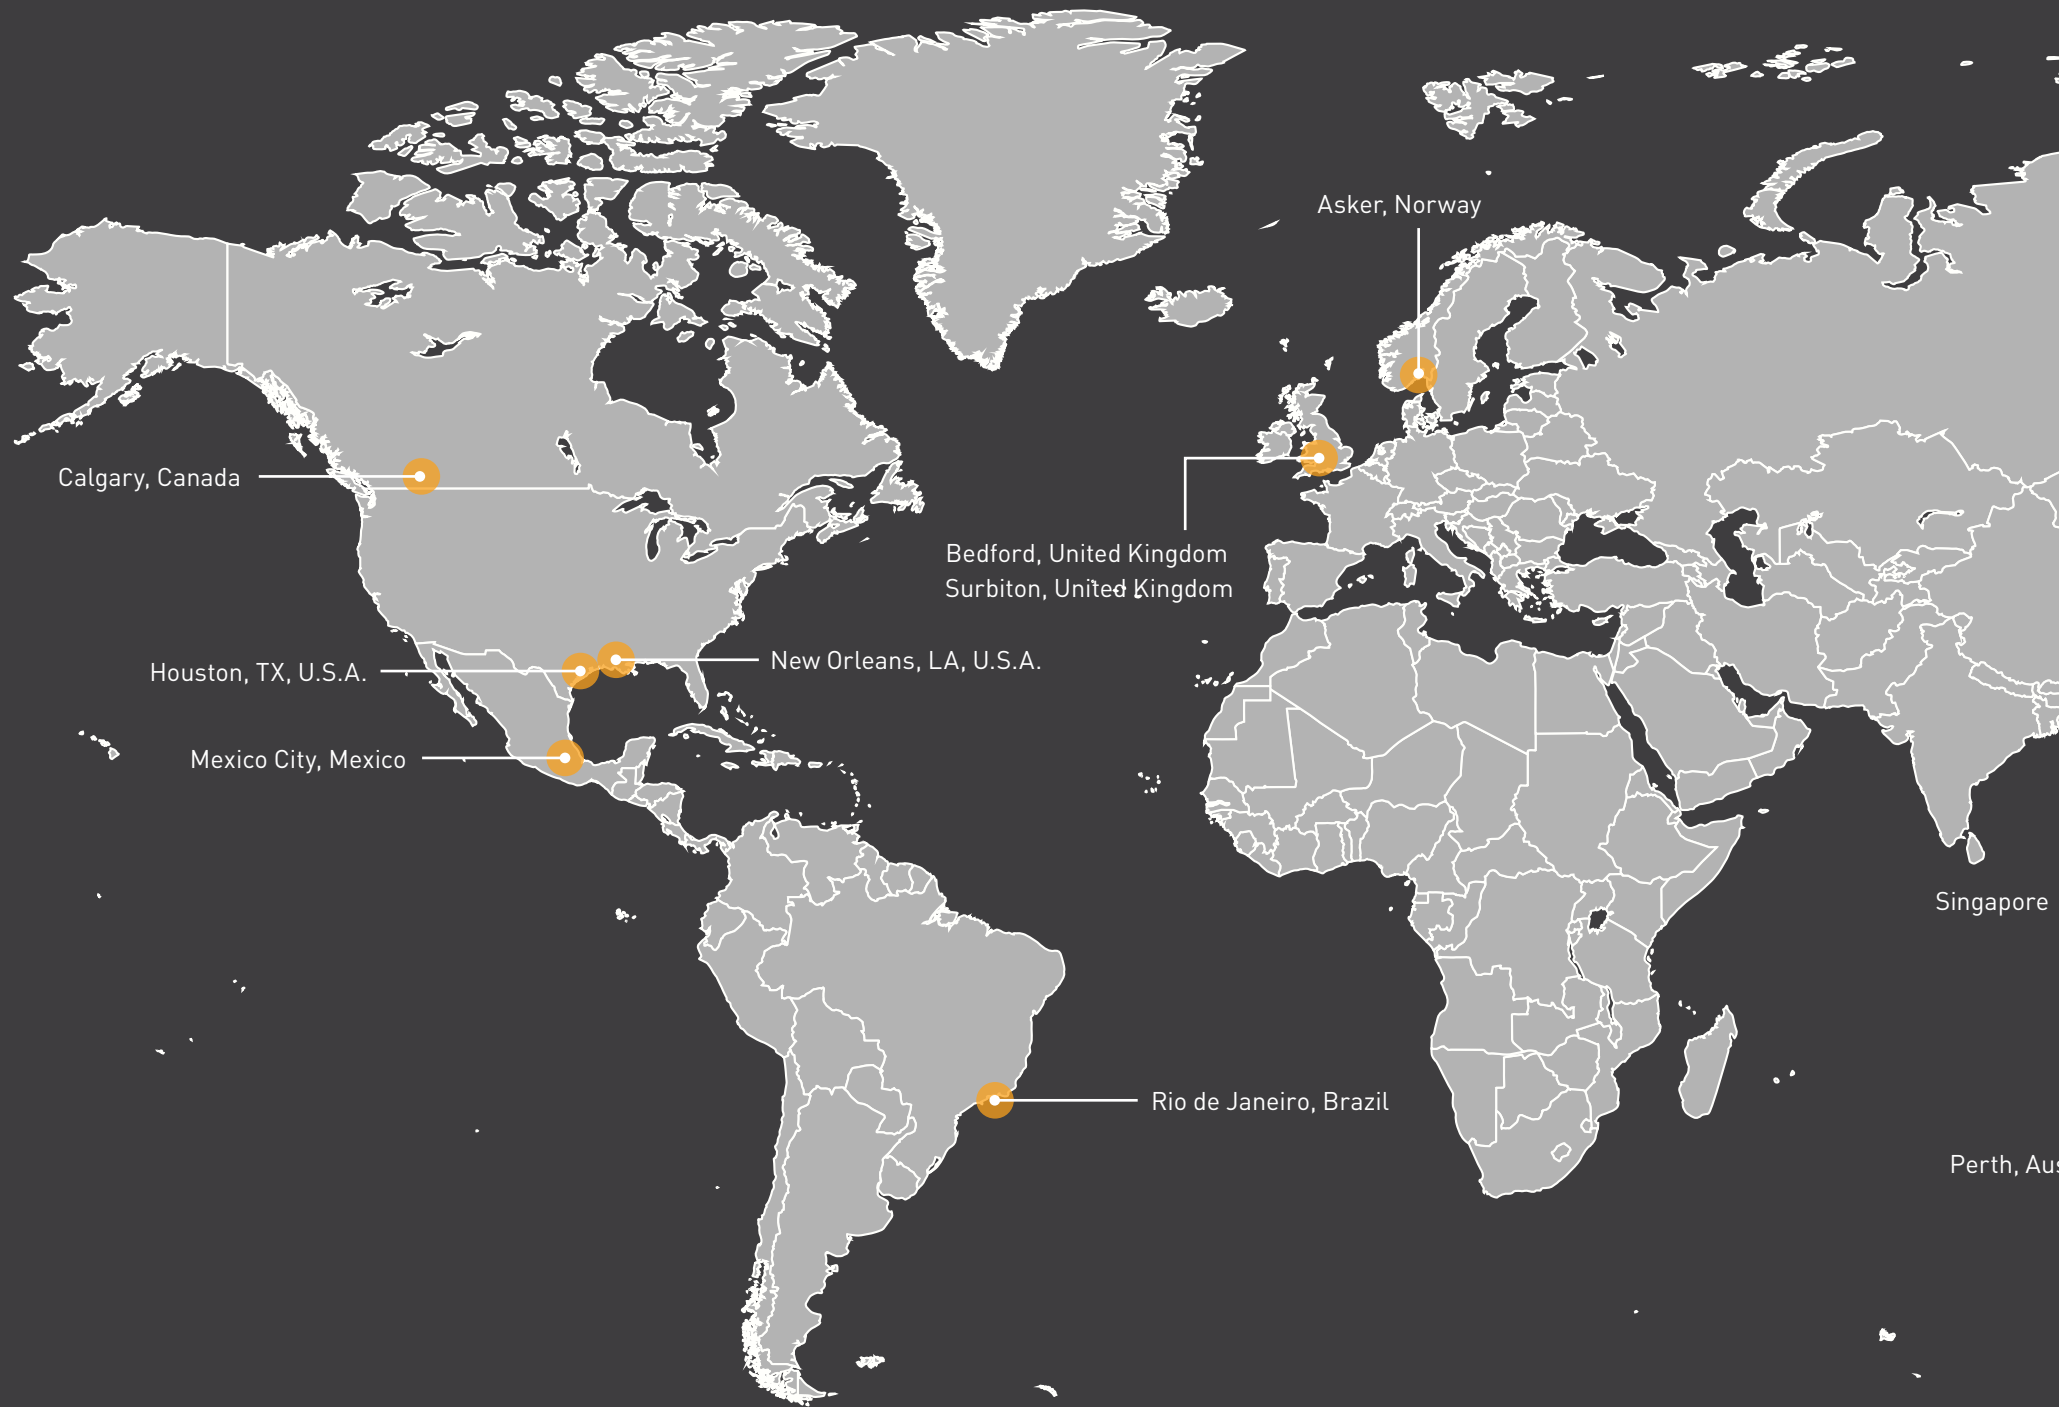 Asker, Norway
Calgary, Canada
Bedford, United Kingdom
Surbiton, United Kingdom
Houston, TX, U.S.A.
New Orleans, LA, U.S.A.
Mexico City, Mexico
Singapore
Rio de Janeiro, Brazil
Perth,